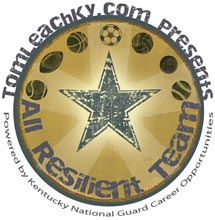 TomLeachKy.com Presents
All Resilient Team
Powered by Kentucky National Guard Career Opportunities